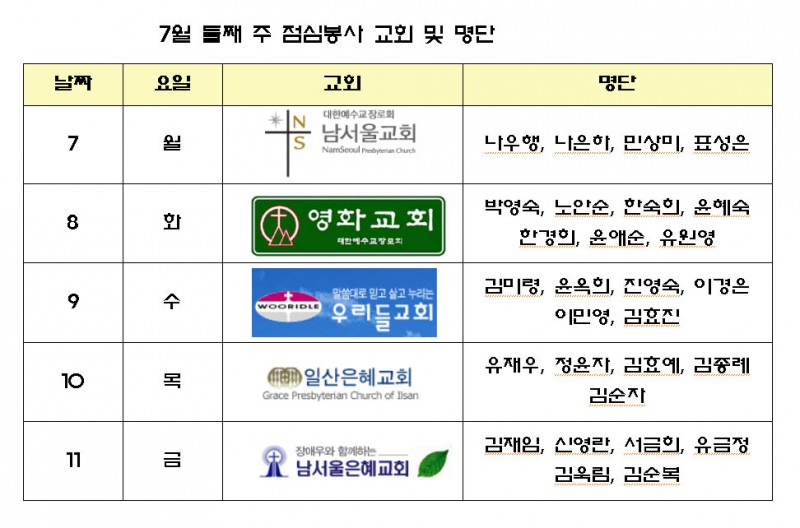 7월 둘째 주 점심봉사 교회 및 명단
날짜 요일 교회 명단
7 월 대한예수교장로회 NS 남서울교회 NamSeoul Presbyterian Church 나우행, 나은하, 민상미, 표성은
8 화 영화교회 대한예수교장로회 박영숙, 노안순, 한숙희, 윤혜숙
한경희, 윤애순, 유원영
9 수 WOORIDLE 말씀대로 믿고 살고 누리는 우리들교회 김미령, 윤옥희, 진영숙, 이경은
이민영, 김효진
10 목 일산은혜교회 Grace Presbyterian Church of Ilsan 유재우, 정윤자, 김효예, 김종례
김순자
11 금 장애우와 함께하는 남서울은혜교회 김재임, 신영란, 서금희, 유금정
김옥림, 김순복